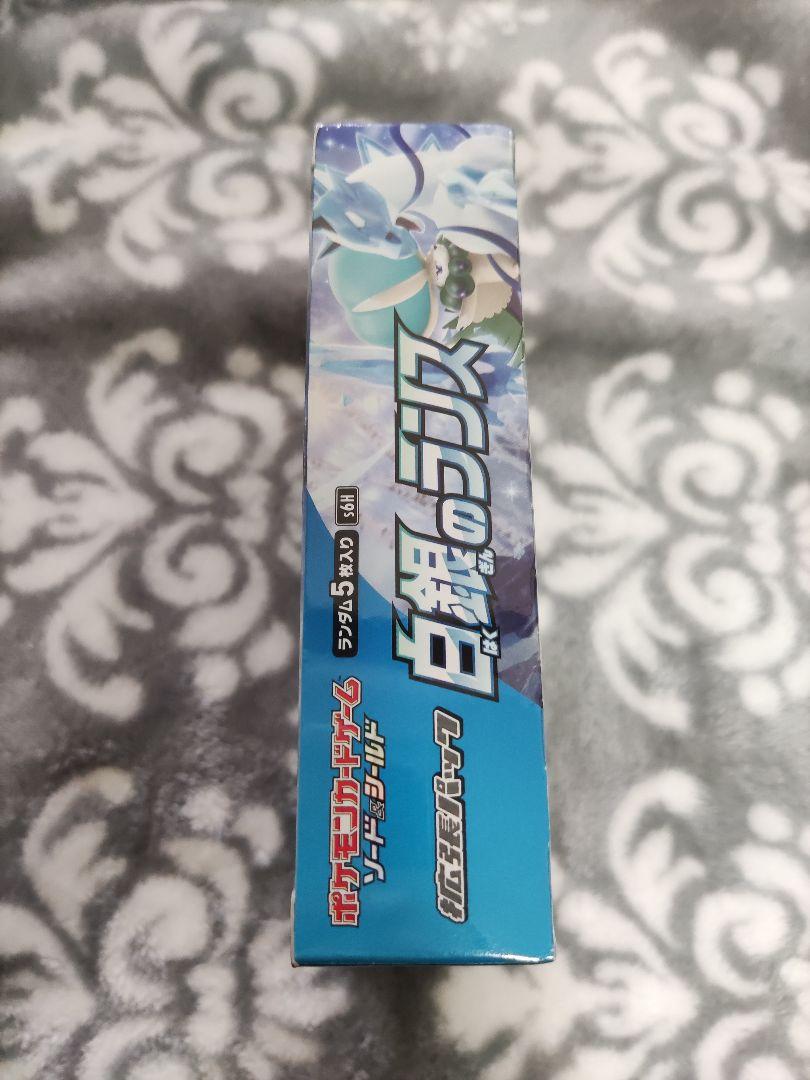 ポケモンカードゲーム
ソード&シールド
ランダム5枚入り s6H
拡張パック
白銀のランス
はく ぎん